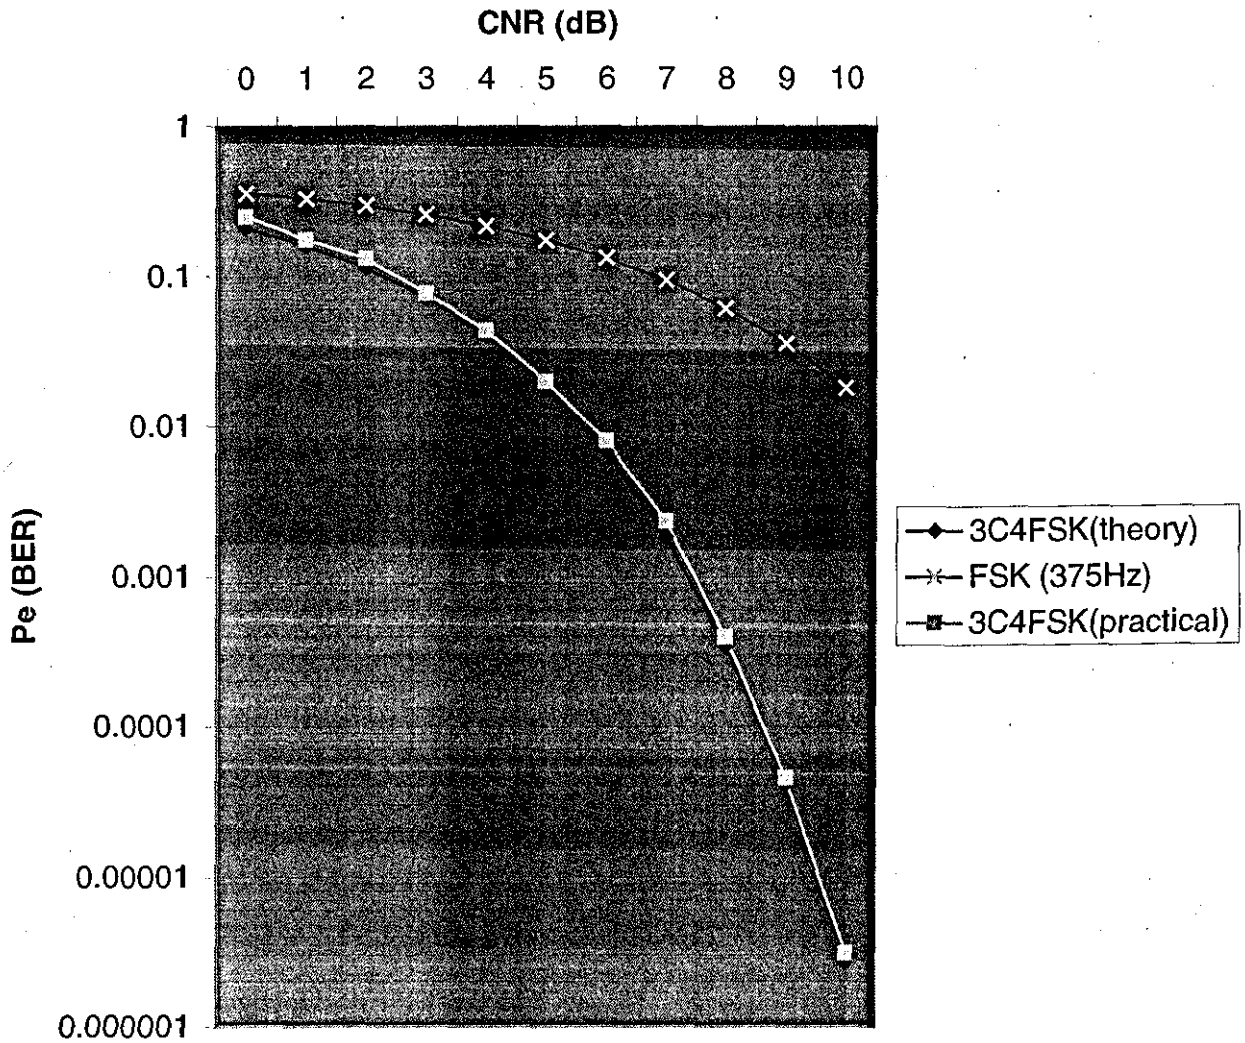 CNR (dB)
0 1 2 3 4 5 6 7 8 9 10
1
0.1
0.01
0.001
0.0001
0.00001
0.000001
Pe (BER)
3C4FSK(theory)
FSK (375Hz)
3C4FSK(practical)